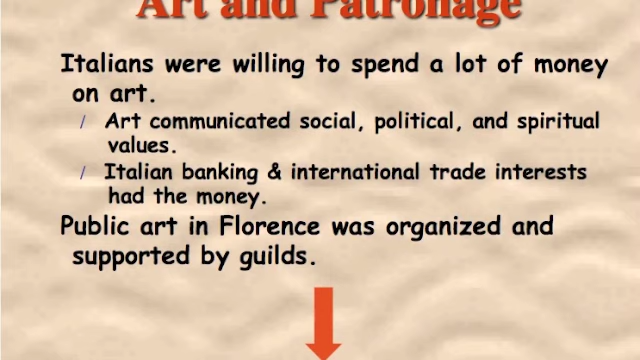 Art and Patronage
Italians were willing to spend a lot of money
on art.
/ Art communicated social, political, and spiritual
values.
/ Italian banking & international trade interests
had the money.
Public art in Florence was organized and
supported by guilds.